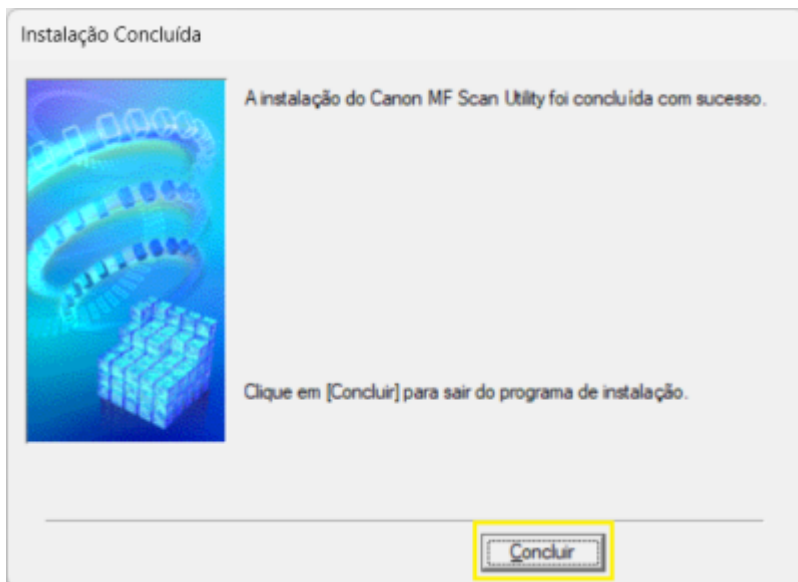 Instalação Concluída
A instalação do Canon MF Scan Utility foi concluída com sucesso.
Clique em [Concluir] para sair do programa de instalação.
Concluir